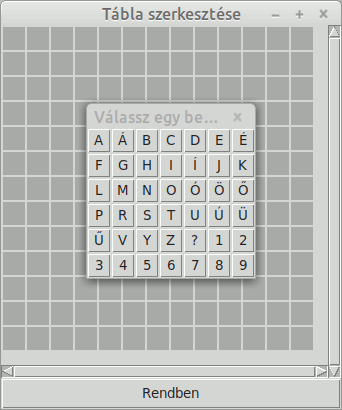 Tábla szerkesztése
Válassz egy be...
A Á B C D E É
F G H I Í J K
L M N O Ó Ö Ő
P R S T U Ú Ü
Ű V Y Z ? 1 2
3 4 5 6 7 8 9
Rendben